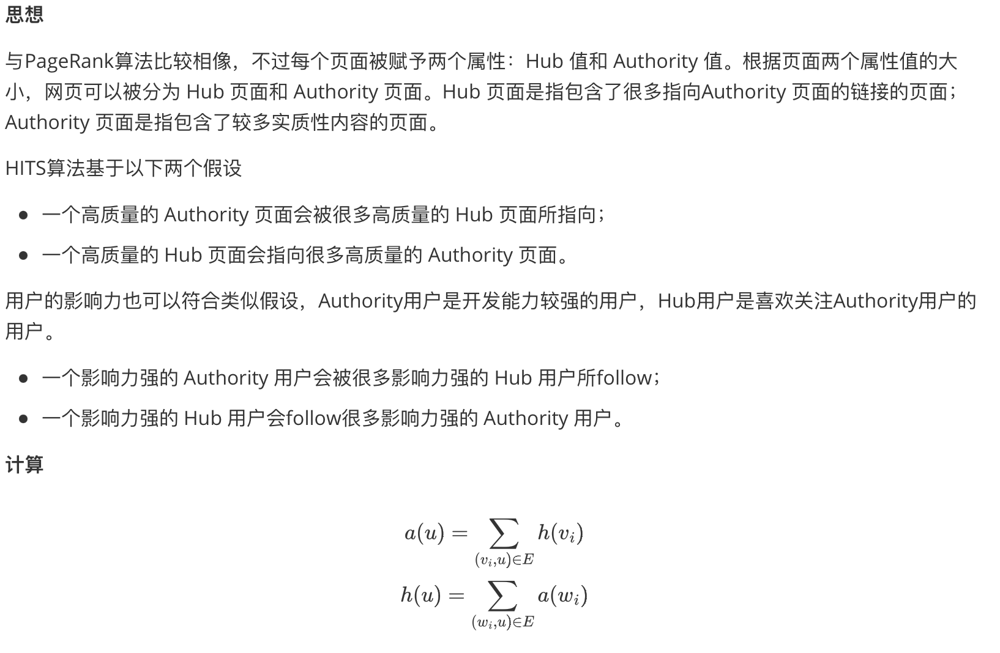 思想
与PageRank算法比较相像，不过每个页面被赋予两个属性：Hub 值和 Authority 值。根据页面两个属性值的大
小，网页可以被分为 Hub 页面和 Authority 页面。Hub 页面是指包含了很多指向Authority 页面的链接的页面；
Authority 页面是指包含了较多实质性内容的页面。
HITS算法基于以下两个假设
● 一个高质量的 Authority 页面会被很多高质量的 Hub 页面所指向；
● 一个高质量的 Hub 页面会指向很多高质量的 Authority 页面。
用户的影响力也可以符合类似假设，Authority用户是开发能力较强的用户，Hub用户是喜欢关注Authority用户的
用户。
● 一个影响力强的 Authority 用户会被很多影响力强的 Hub 用户所follow；
● 一个影响力强的 Hub 用户会follow很多影响力强的 Authority 用户。
计算
a(u) = ∑_{(v_i,u)∈E} h(v_i)
h(u) = ∑_{(w_i,u)∈E} a(w_i)